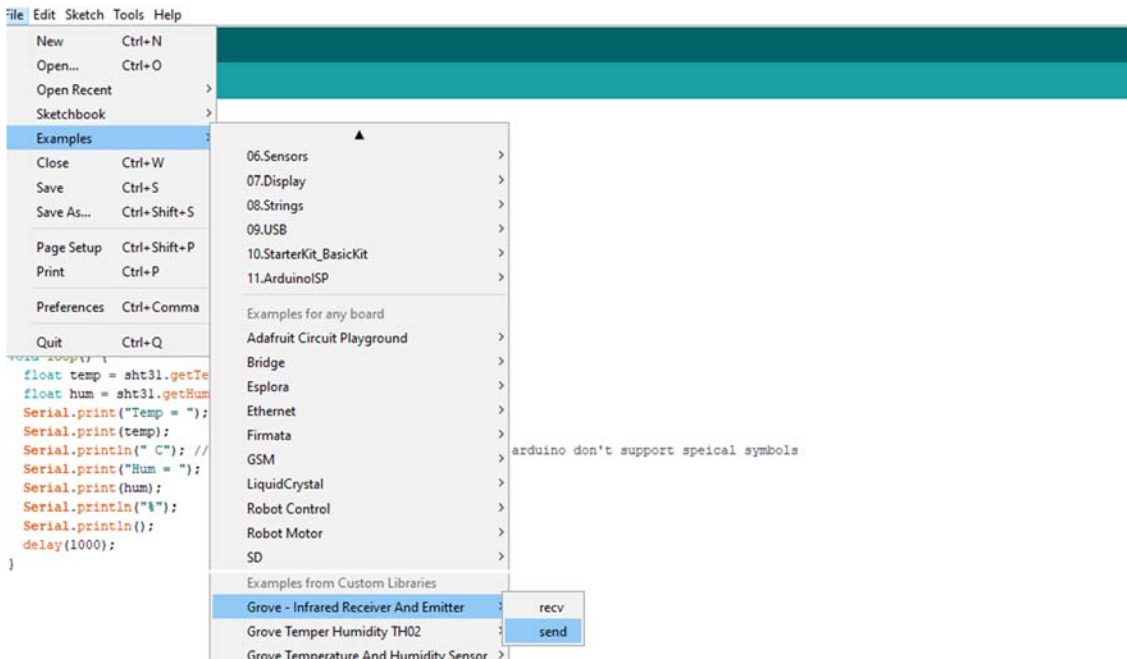 File Edit Sketch Tools Help
New Ctrl+N
Open... Ctrl+O
Open Recent
Sketchbook
Examples
Close Ctrl+W
Save Ctrl+S
Save As... Ctrl+Shift+S
Page Setup Ctrl+Shift+P
Print Ctrl+P
Preferences Ctrl+Comma
Quit Ctrl+Q
06.Sensors
07.Display
08.Strings
09.USB
10.StarterKit_BasicKit
11.ArduinoISP
Examples for any board
Adafruit Circuit Playground
Bridge
Esplora
Ethernet
Firmata
GSM
LiquidCrystal
Robot Control
Robot Motor
SD
Examples from Custom Libraries
Grove - Infrared Receiver And Emitter
Grove Temper Humidity TH02
Grove Temperature And Humidity Sensor
recv
send
void loop() {
float temp = sht31.getTe
float hum = sht31.getHum
Serial.print("Temp = ");
Serial.print(temp);
Serial.println(" C"); // arduino don't support speical symbols
Serial.print("Hum = ");
Serial.print(hum);
Serial.println("%");
Serial.println();
delay(1000);
}